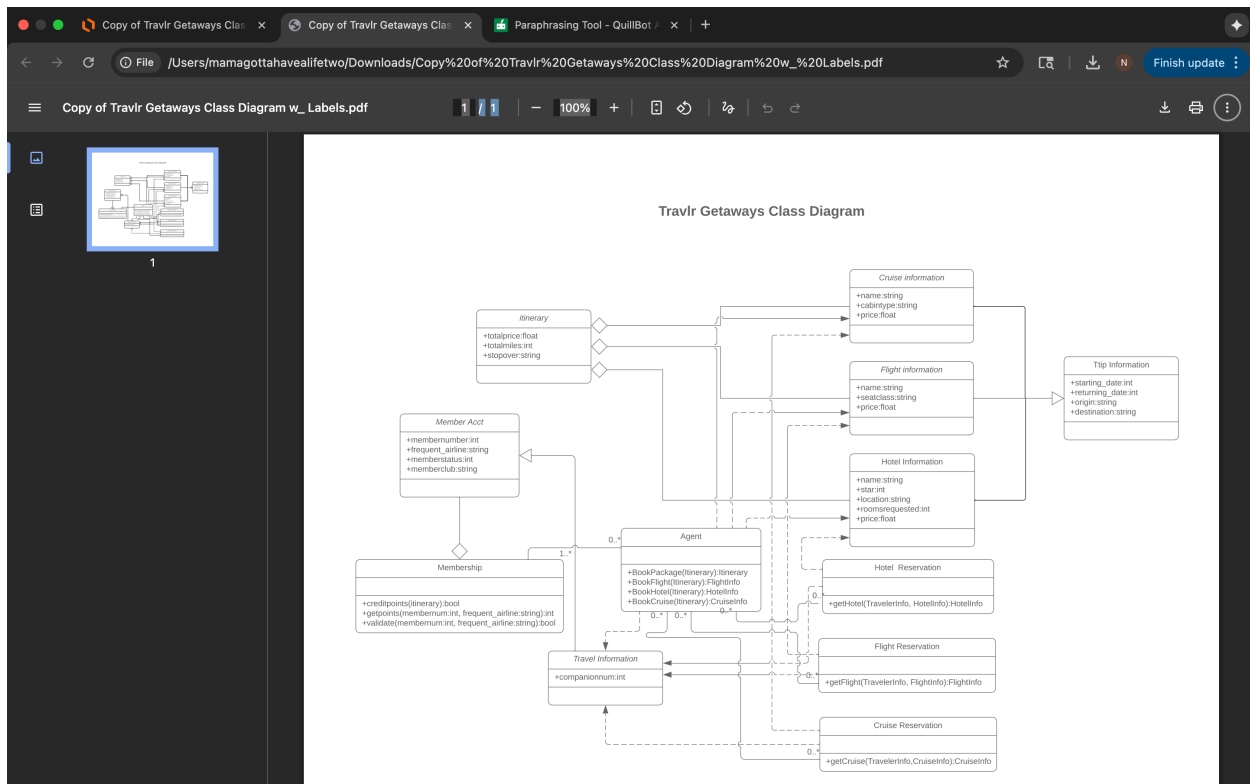 Copy of Travlr Getaways Clas
Copy of Travlr Getaways Clas
Paraphrasing Tool - QuillBot A
File
/Users/mamagottahavealifetwo/Downloads/Copy%20of%20Travlr%20Getaways%20Class%20Diagram%20w_%20Labels.pdf
N
Finish update
Copy of Travlr Getaways Class Diagram w_ Labels.pdf
1 / 1
100%
1
Travlr Getaways Class Diagram
Cruise information
+name:string
+cabintype:string
+price:float
itinerary
+totalprice:float
+totalmiles:int
+stopover:string
Flight information
+name:string
+seatclass:string
+price:float
Ttip Information
+starting_date:int
+returning_date:int
+origin:string
+destination:string
Member Acct
+membernumber:int
+frequent_airline:string
+memberstatus:int
+memberclub:string
Hotel Information
+name:string
+star:int
+location:string
+roomsrequested:int
+price:float
Agent
+BookPackage(Itinerary):Itinerary
+BookFlight(Itinerary):FlightInfo
+BookHotel(Itinerary):HotelInfo
+BookCruise(Itinerary):CruiseInfo
0..*
1..*
0..*
0..*
0..*
Membership
+creditpoints(itinerary):bool
+getpoints(membernum:int, frequent_airline:string):int
+validate(membernum:int, frequent_airline:string):bool
Hotel Reservation
0..*
+getHotel(TravelerInfo, HotelInfo):HotelInfo
Travel Information
+companionnum:int
Flight Reservation
0..*
+getFlight(TravelerInfo, FlightInfo):FlightInfo
Cruise Reservation
0..*
+getCruise(TravelerInfo,CruiseInfo):CruiseInfo